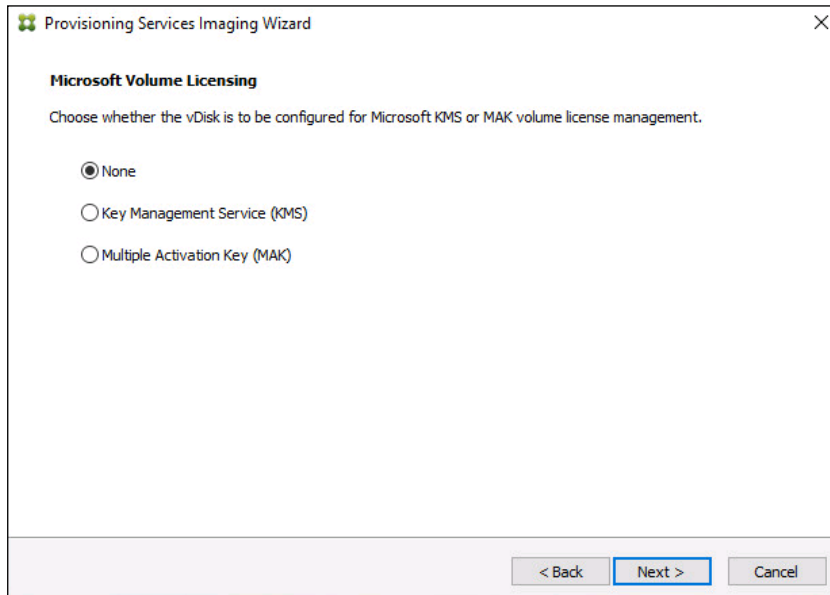 Provisioning Services Imaging Wizard
Microsoft Volume Licensing
Choose whether the vDisk is to be configured for Microsoft KMS or MAK volume license management.
None
Key Management Service (KMS)
Multiple Activation Key (MAK)
< Back Next > Cancel